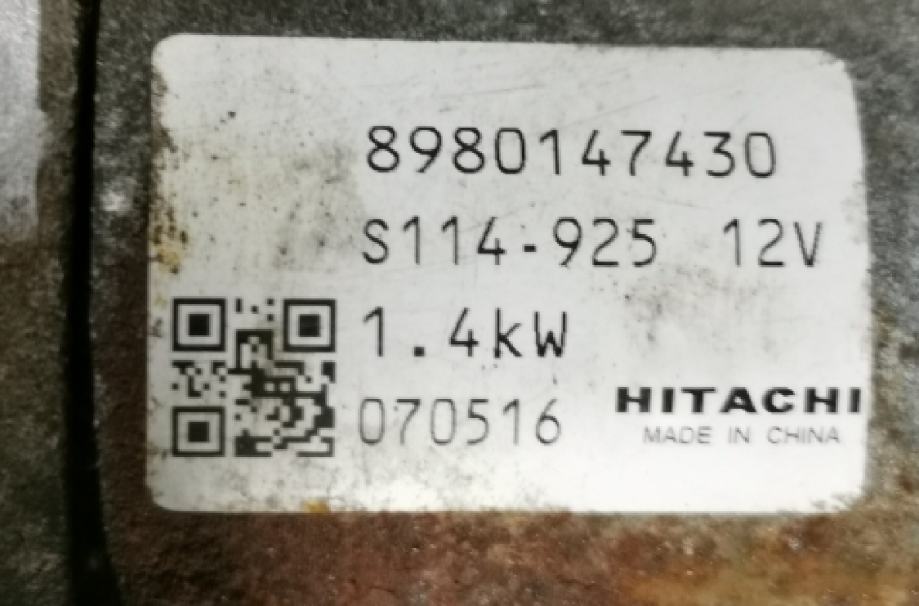 8980147430
S114-925 12V
1.4kW
070516
HITACHI
MADE IN CHINA